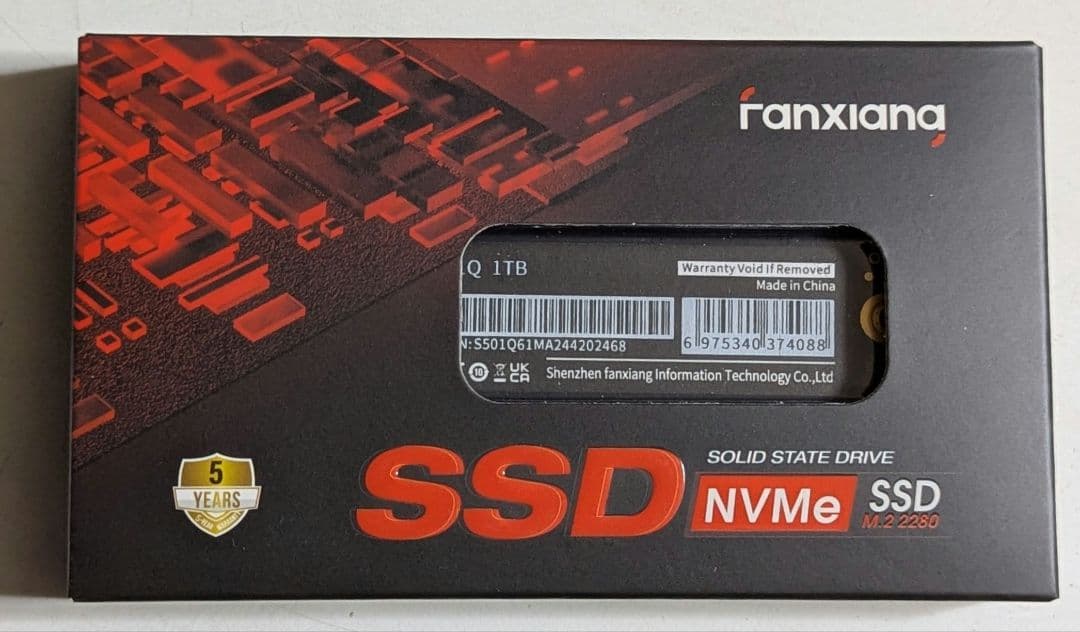 fanxiang
Q 1TB
Warranty Void If Removed
Made in China
N:S501Q61MA244202468
6 975340 374088
10
UK
CA
Shenzhen fanxiang Information Technology Co.,Ltd
5
YEARS
SSD
SOLID STATE DRIVE
NVMe
SSD
M.2 2280